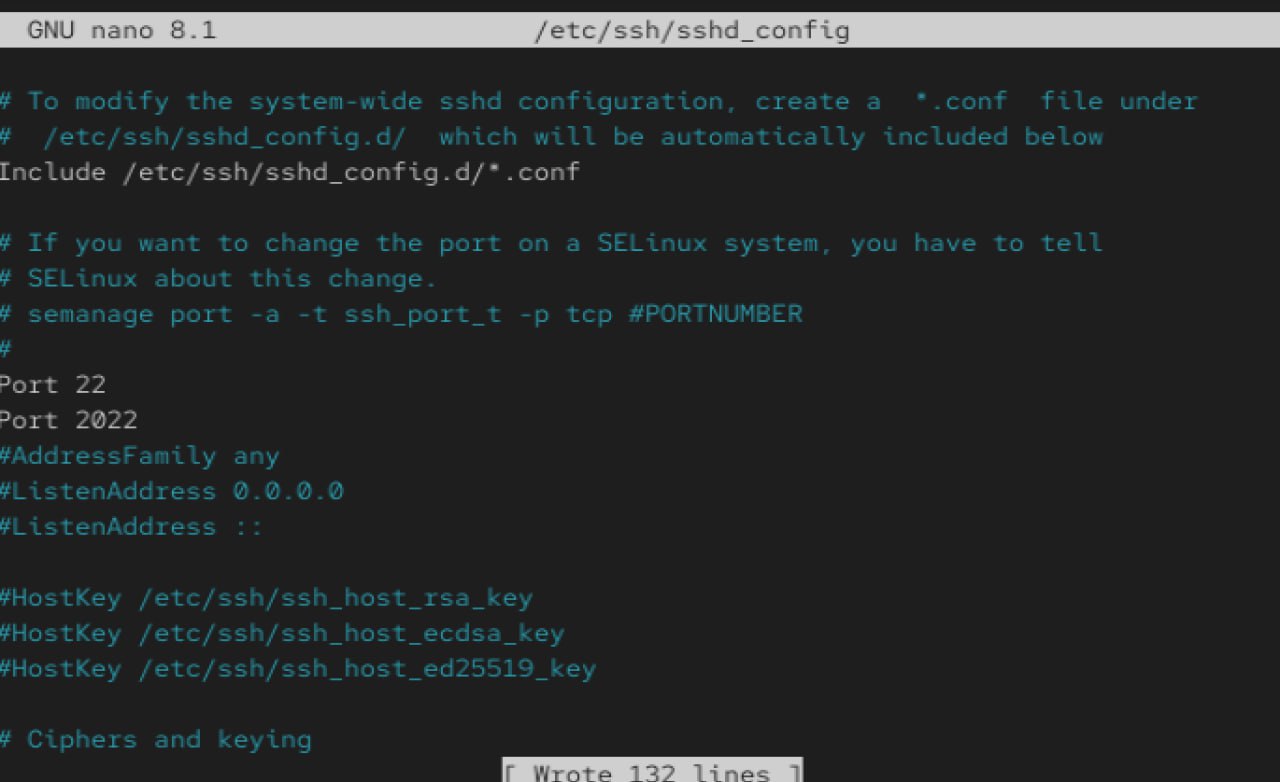 GNU nano 8.1 /etc/ssh/sshd_config
# To modify the system-wide sshd configuration, create a  *.conf  file under
#  /etc/ssh/sshd_config.d/  which will be automatically included below
Include /etc/ssh/sshd_config.d/*.conf
# If you want to change the port on a SELinux system, you have to tell
# SELinux about this change.
# semanage port -a -t ssh_port_t -p tcp #PORTNUMBER
#
Port 22
Port 2022
#AddressFamily any
#ListenAddress 0.0.0.0
#ListenAddress ::
#HostKey /etc/ssh/ssh_host_rsa_key
#HostKey /etc/ssh/ssh_host_ecdsa_key
#HostKey /etc/ssh/ssh_host_ed25519_key
# Ciphers and keying
[ Wrote 132 lines ]